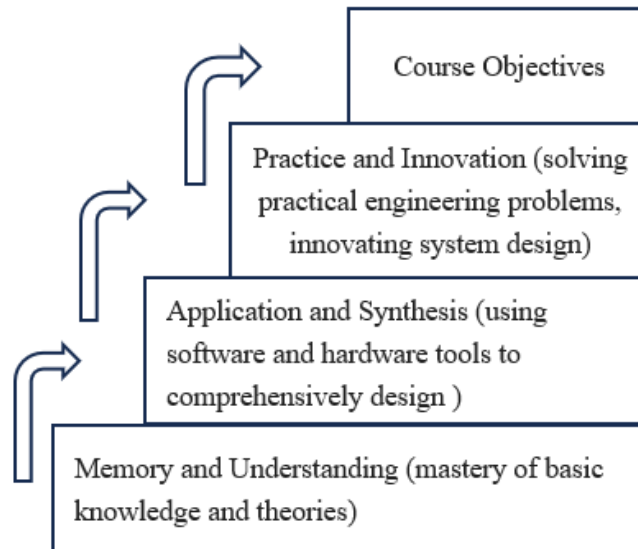 Course Objectives
Practice and Innovation (solving
practical engineering problems,
innovating system design)
Application and Synthesis (using
software and hardware tools to
comprehensively design )
Memory and Understanding (mastery of basic
knowledge and theories)